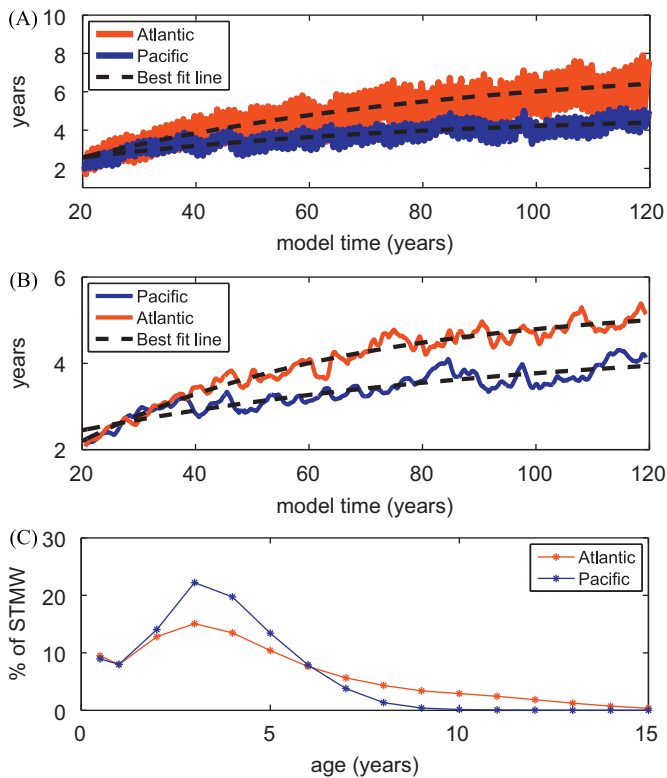 (A)
10
8
6
4
2
years
Atlantic
Pacific
Best fit line
20 40 60 80 100 120
model time (years)
(B)
6
4
2
years
Pacific
Atlantic
Best fit line
20 40 60 80 100 120
model time (years)
(C)
30
20
10
0
% of STMW
Atlantic
Pacific
0 5 10 15
age (years)